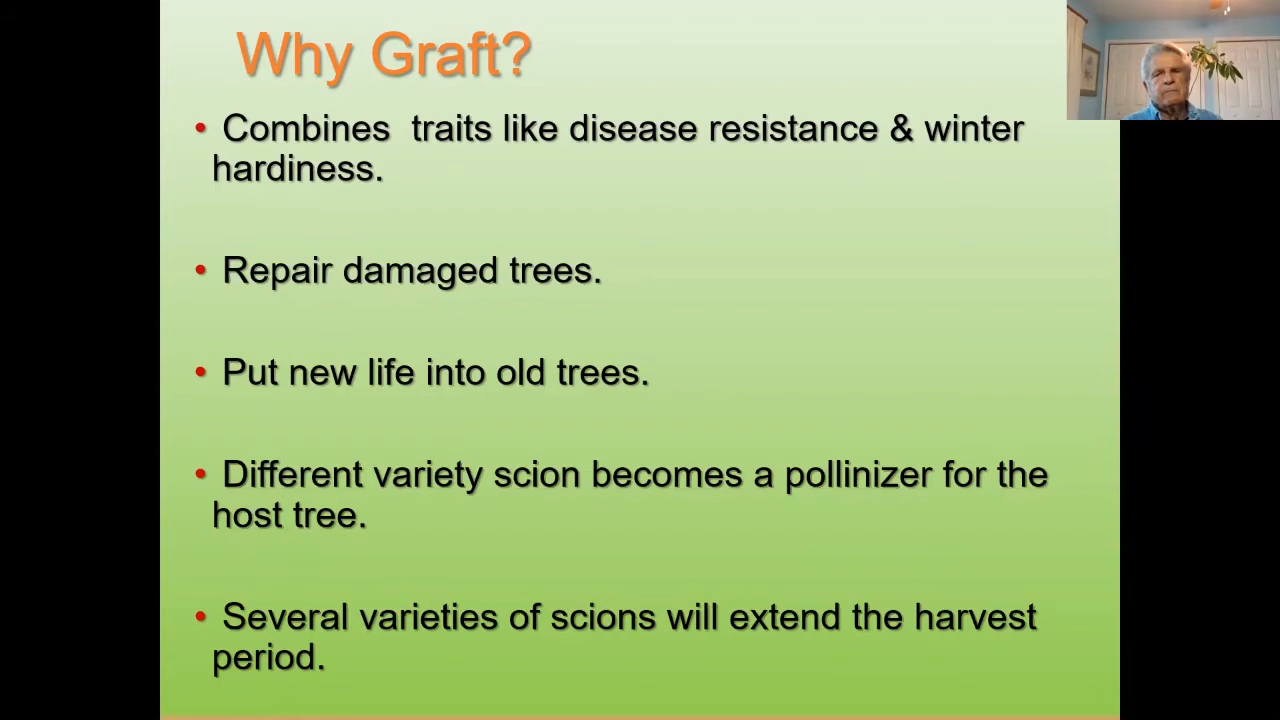 Why Graft?
• Combines  traits like disease resistance & winter
hardiness.
• Repair damaged trees.
• Put new life into old trees.
• Different variety scion becomes a pollinizer for the
host tree.
• Several varieties of scions will extend the harvest
period.